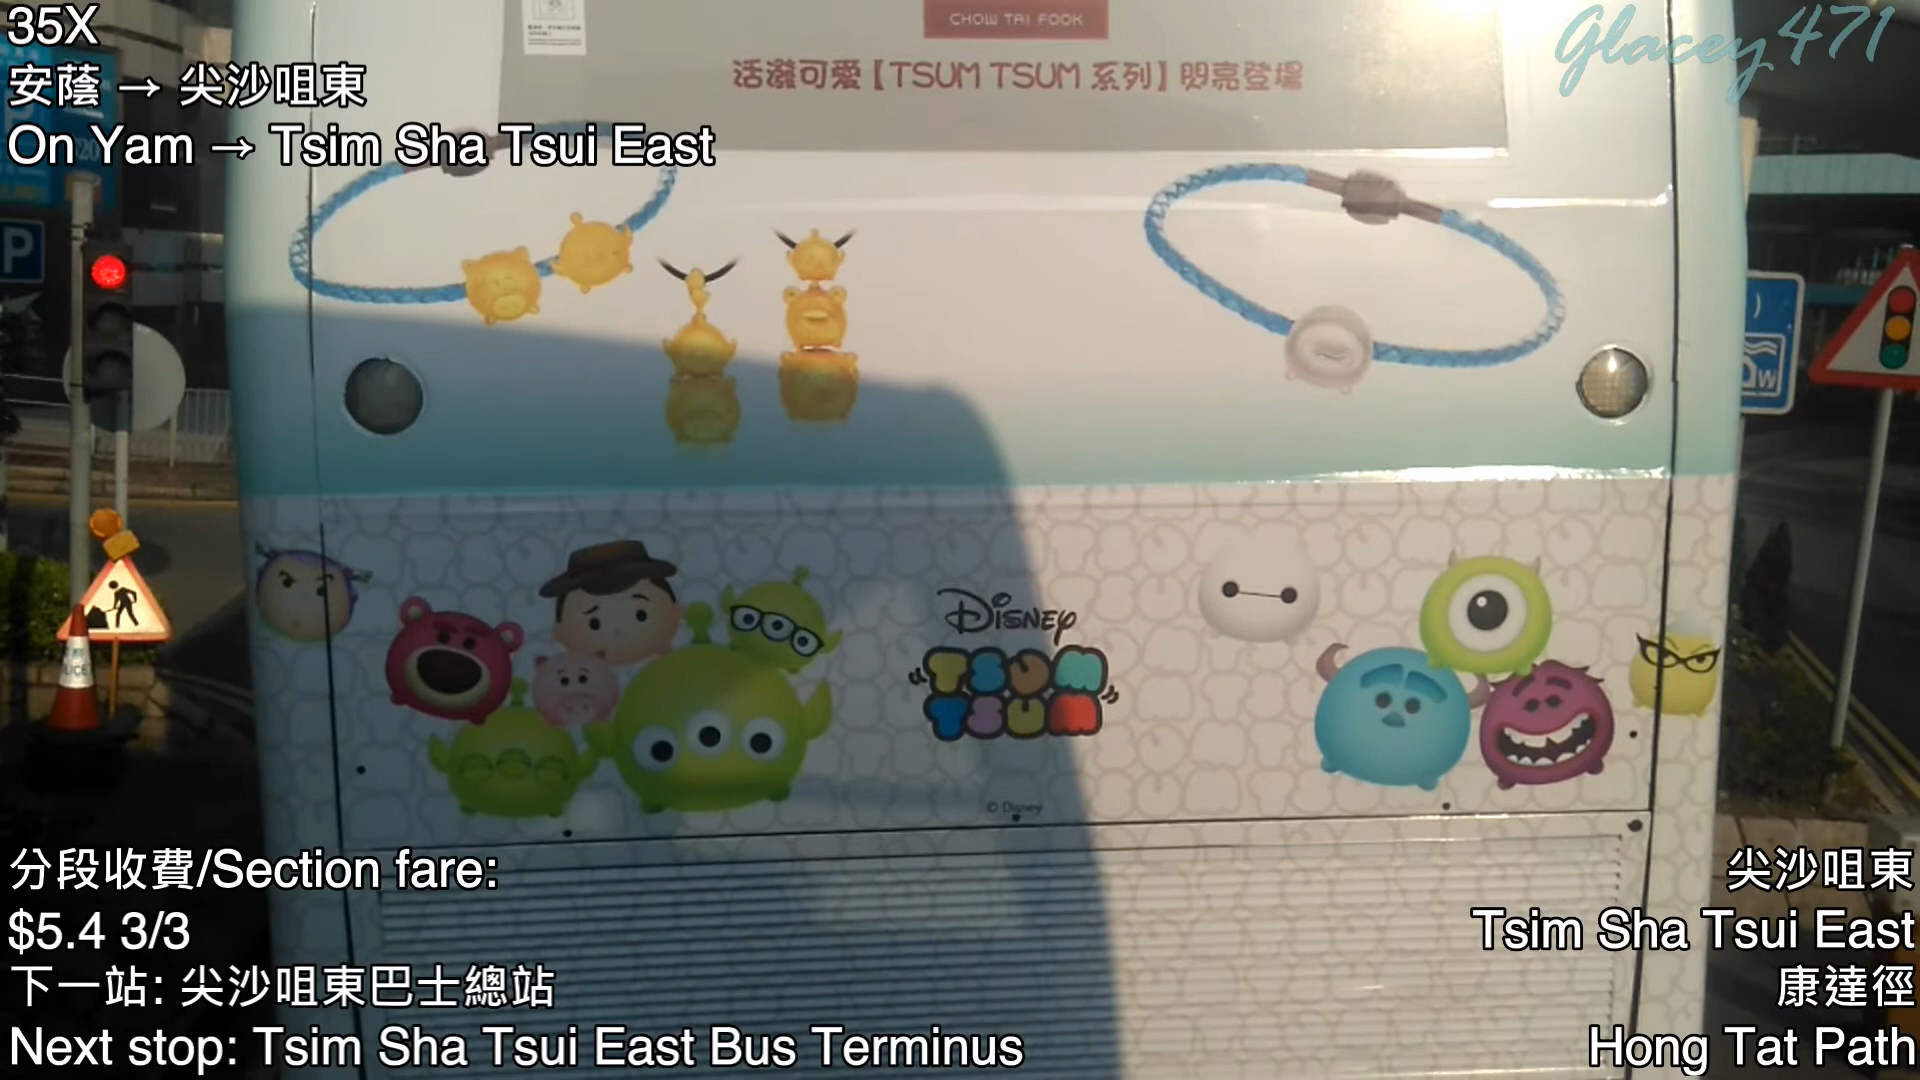 35X
安蔭 → 尖沙咀東
On Yam → Tsim Sha Tsui East
Glacey471
CHOW TAI FOOK
活潑可愛【TSUM TSUM 系列】閃亮登場
P
DISNEY
TSUM
TSUM
© Disney
分段收費/Section fare:
$5.4 3/3
下一站: 尖沙咀東巴士總站
Next stop: Tsim Sha Tsui East Bus Terminus
尖沙咀東
Tsim Sha Tsui East
康達徑
Hong Tat Path